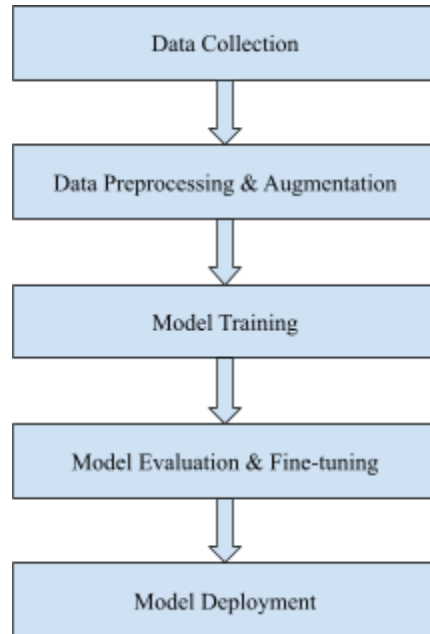 Data Collection
Data Preprocessing & Augmentation
Model Training
Model Evaluation & Fine-tuning
Model Deployment